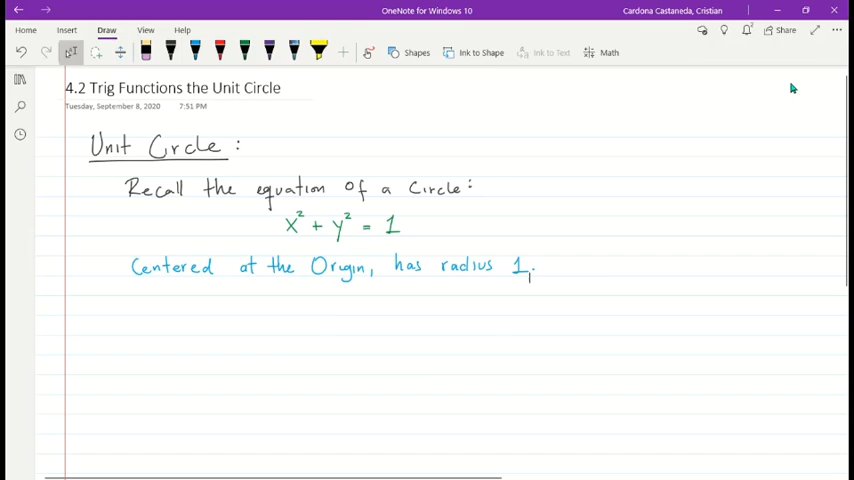 OneNote for Windows 10
Cardona Castaneda, Cristian
Home Insert Draw View Help
Share
Shapes Ink to Shape Ink to Text Math
4.2 Trig Functions the Unit Circle
Tuesday, September 8, 2020 7:51 PM
Unit Circle :
Recall the equation of a Circle:
x² + y² = 1
Centered at the Origin, has radius 1.